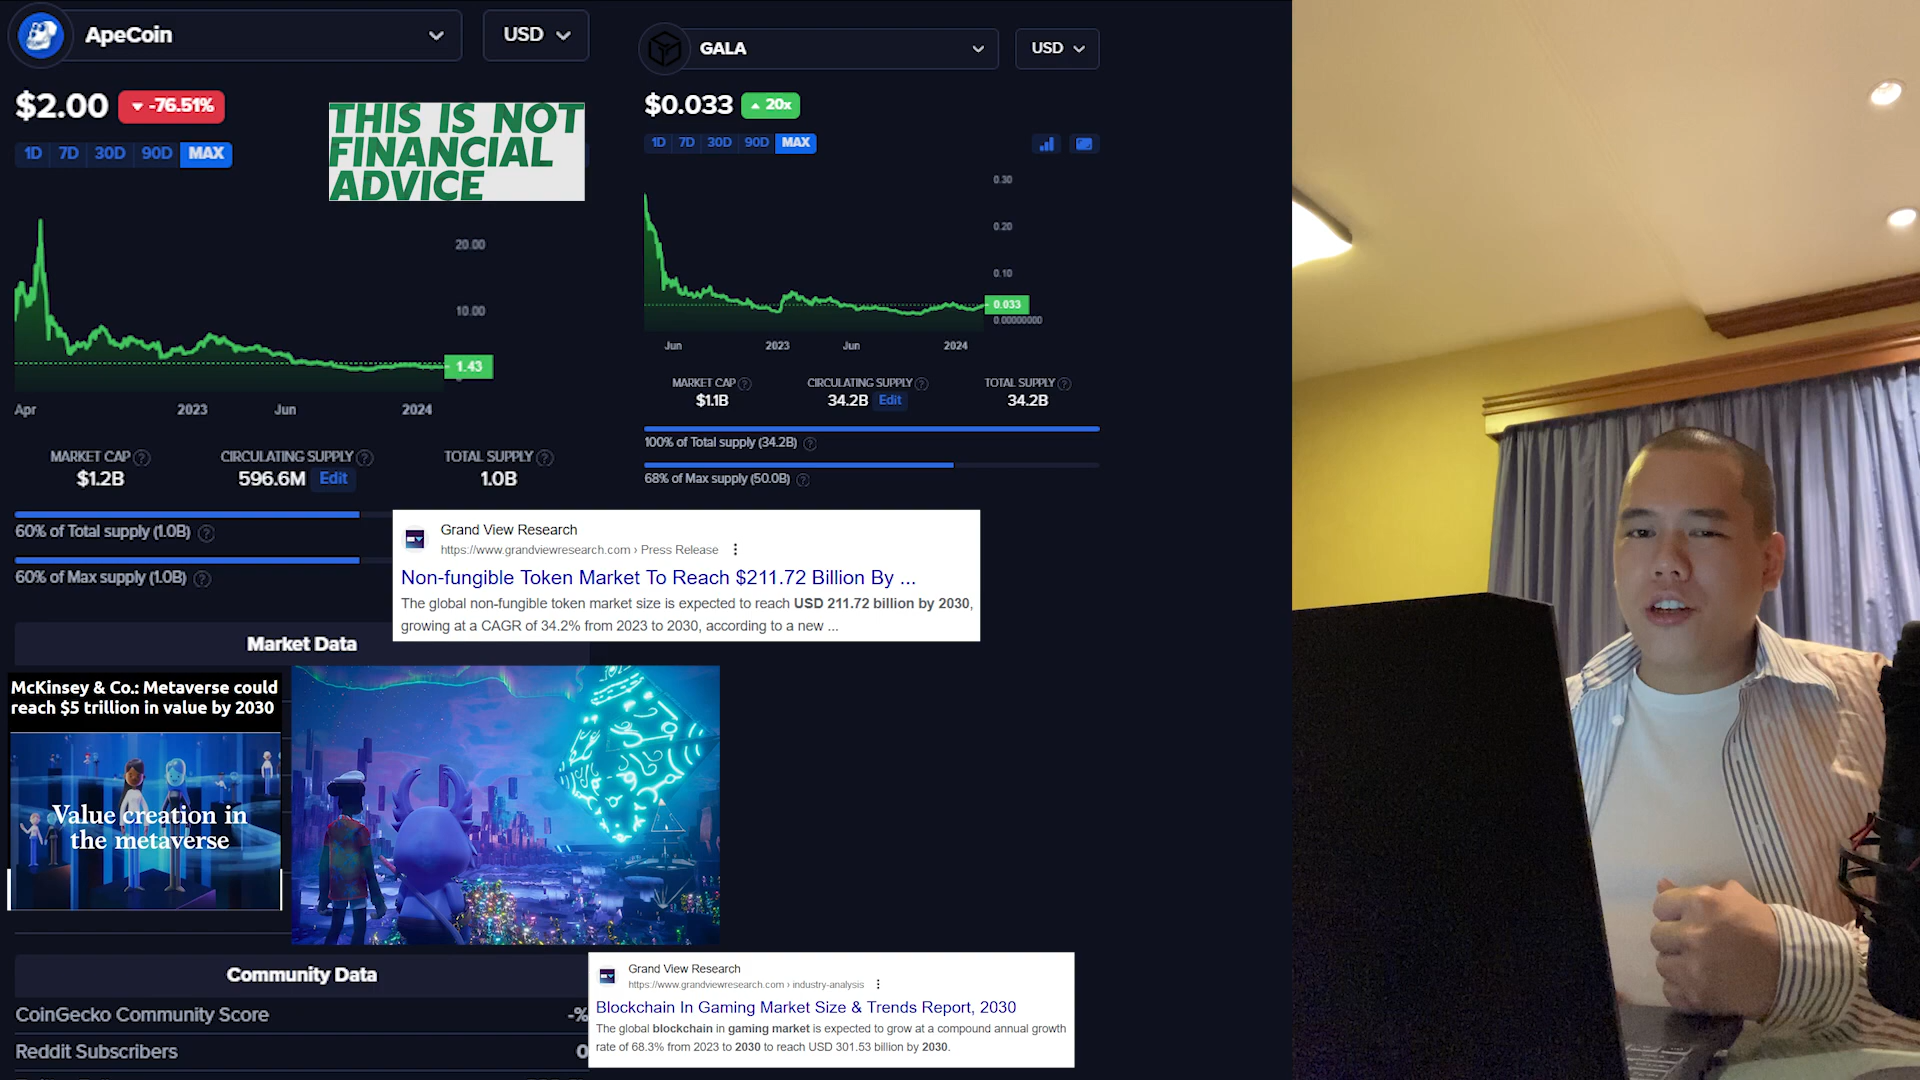 ApeCoin
USD
$2.00
-76.51%
1D 7D 30D 90D MAX
THIS IS NOT
FINANCIAL
ADVICE
20.00
10.00
1.43
Apr 2023 Jun 2024
MARKET CAP CIRCULATING SUPPLY TOTAL SUPPLY
$1.2B 596.6M Edit 1.0B
60% of Total supply (1.0B)
60% of Max supply (1.0B)
Market Data
GALA
USD
$0.033
20x
1D 7D 30D 90D MAX
0.30
0.20
0.10
0.033
0.00000000
Jun 2023 Jun 2024
MARKET CAP CIRCULATING SUPPLY TOTAL SUPPLY
$1.1B 34.2B Edit 34.2B
100% of Total supply (34.2B)
68% of Max supply (50.0B)
Grand View Research
https://www.grandviewresearch.com › Press Release
Non-fungible Token Market To Reach $211.72 Billion By ...
The global non-fungible token market size is expected to reach USD 211.72 billion by 2030,
growing at a CAGR of 34.2% from 2023 to 2030, according to a new ...
McKinsey & Co.: Metaverse could
reach $5 trillion in value by 2030
Value creation in
the metaverse
Community Data
CoinGecko Community Score -%
Reddit Subscribers 0
Grand View Research
https://www.grandviewresearch.com › industry-analysis
Blockchain In Gaming Market Size & Trends Report, 2030
The global blockchain in gaming market is expected to grow at a compound annual growth
rate of 68.3% from 2023 to 2030 to reach USD 301.53 billion by 2030.